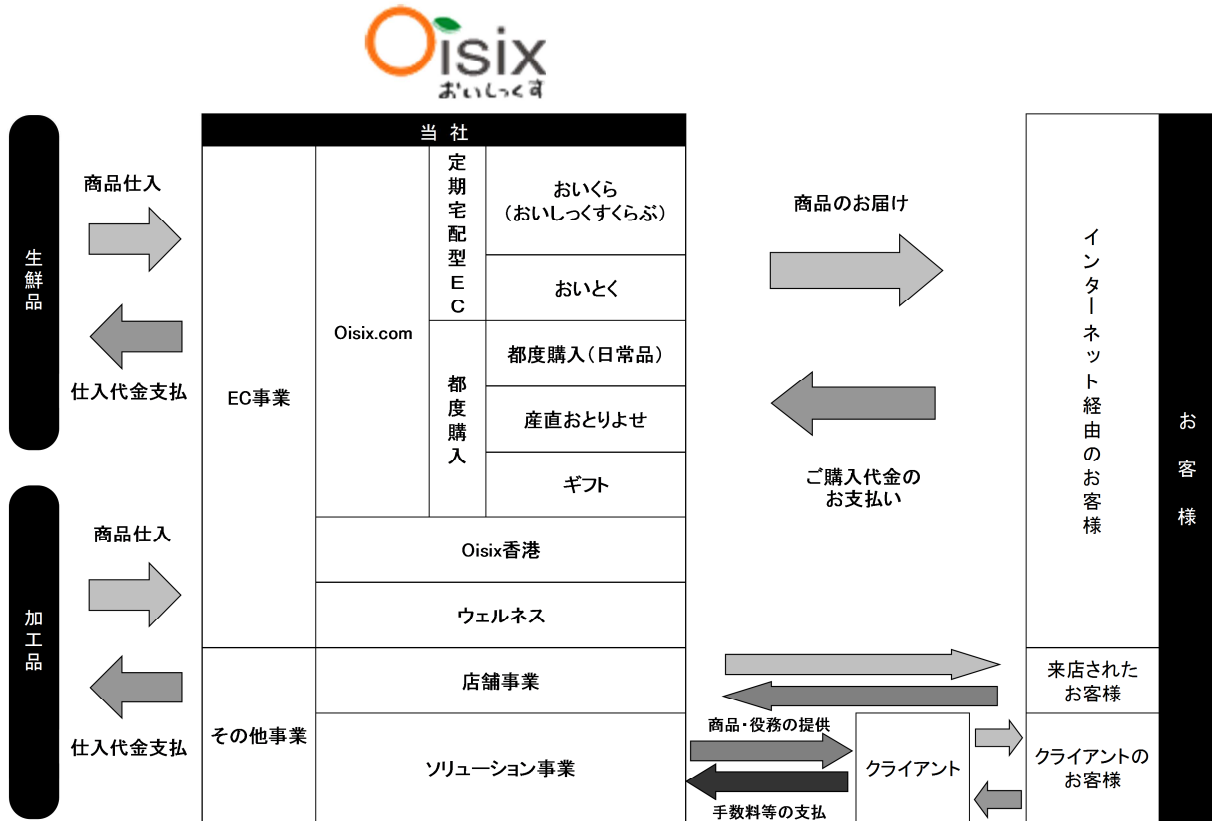 Oisix
おいしっくす
当 社
生鮮品
商品仕入
仕入代金支払
加工品
商品仕入
仕入代金支払
EC事業
Oisix.com
定期宅配型EC
おいくら
(おいしっくすくらぶ)
おいとく
都度購入
都度購入(日常品)
産直おとりよせ
ギフト
Oisix香港
ウェルネス
その他事業
店舗事業
ソリューション事業
商品のお届け
ご購入代金の
お支払い
商品・役務の提供
手数料等の支払
クライアント
インターネット経由のお客様
来店された
お客様
クライアントの
お客様
お客様